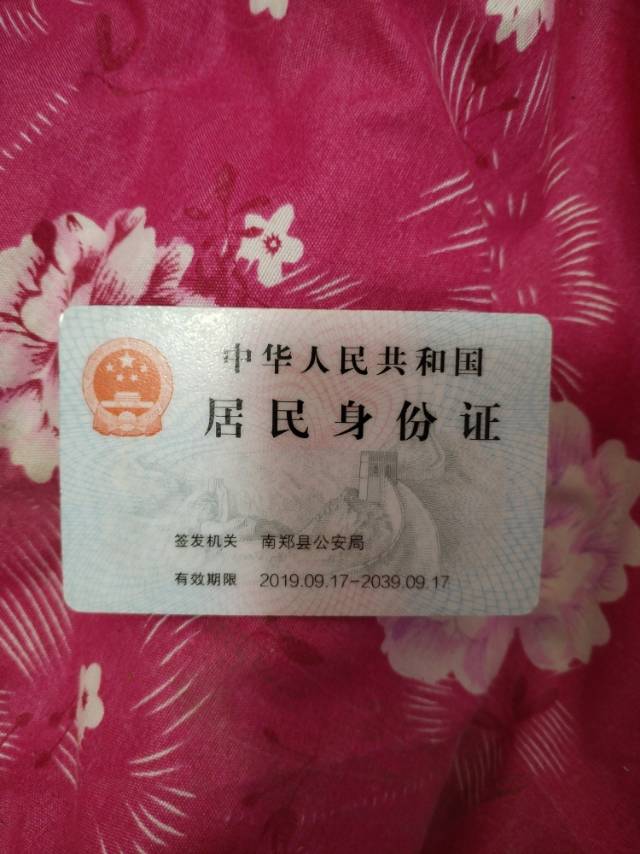 中华人民共和国
居民身份证
签发机关 南郑县公安局
有效期限 2019.09.17-2039.09.17